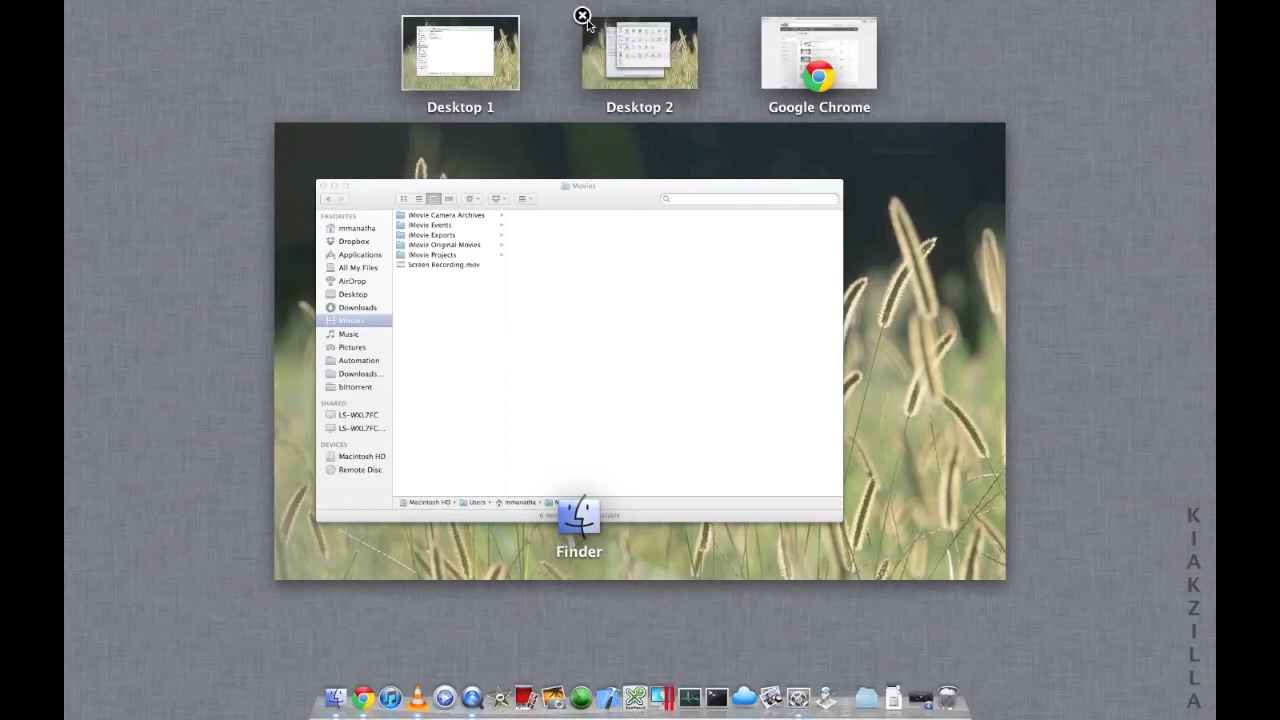 Desktop 1
Desktop 2
Google Chrome
Movies
FAVORITES
mmanatha
Dropbox
Applications
All My Files
AirDrop
Desktop
Downloads
Movies
Music
Pictures
Automation
Downloads...
bittorrent
SHARED
LS-WXL7FC
LS-WXL7FC...
DEVICES
Macintosh HD
Remote Disc
iMovie Camera Archives
iMovie Events
iMovie Exports
iMovie Original Movies
iMovie Projects
Screen Recording.mov
Macintosh HD
Users
mmanatha
Finder
KIAKZILLA